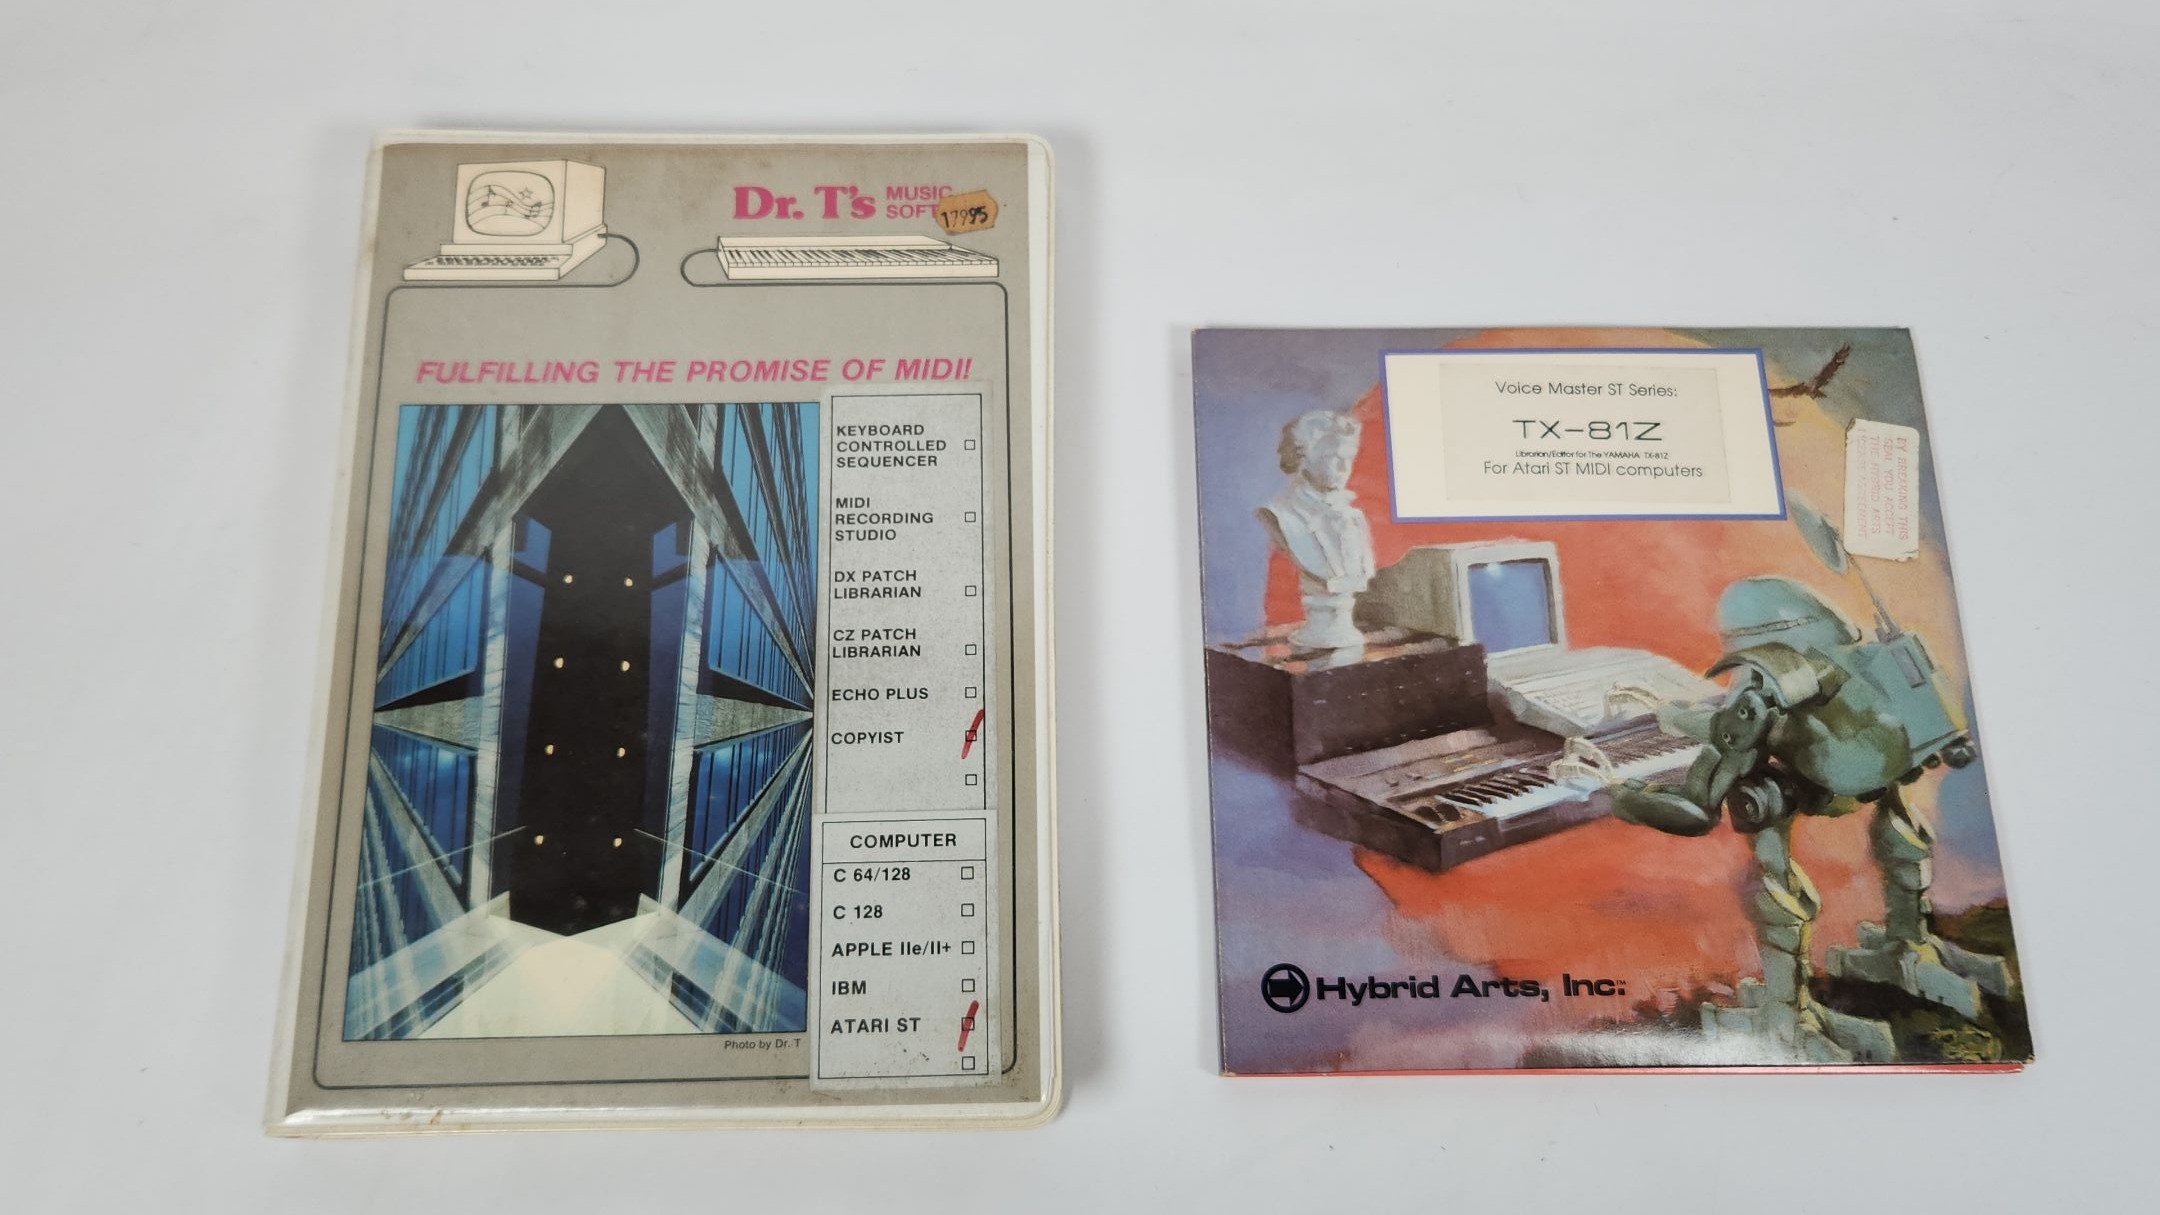 Dr. T's MUSIC
SOFT
17995
FULFILLING THE PROMISE OF MIDI!
KEYBOARD
CONTROLLED
SEQUENCER
MIDI
RECORDING
STUDIO
DX PATCH
LIBRARIAN
CZ PATCH
LIBRARIAN
ECHO PLUS
COPYIST
COMPUTER
C 64/128
C 128
APPLE IIe/II+
IBM
ATARI ST
Photo by Dr. T
Voice Master ST Series:
TX-81Z
Librarian/Editor for The YAMAHA TX-81Z
For Atari ST MIDI computers
BY BREAKING THIS
SEAL YOU ACCEPT
THE HYBRID ARTS
LICENSE AGREEMENT
Hybrid Arts, Inc.™